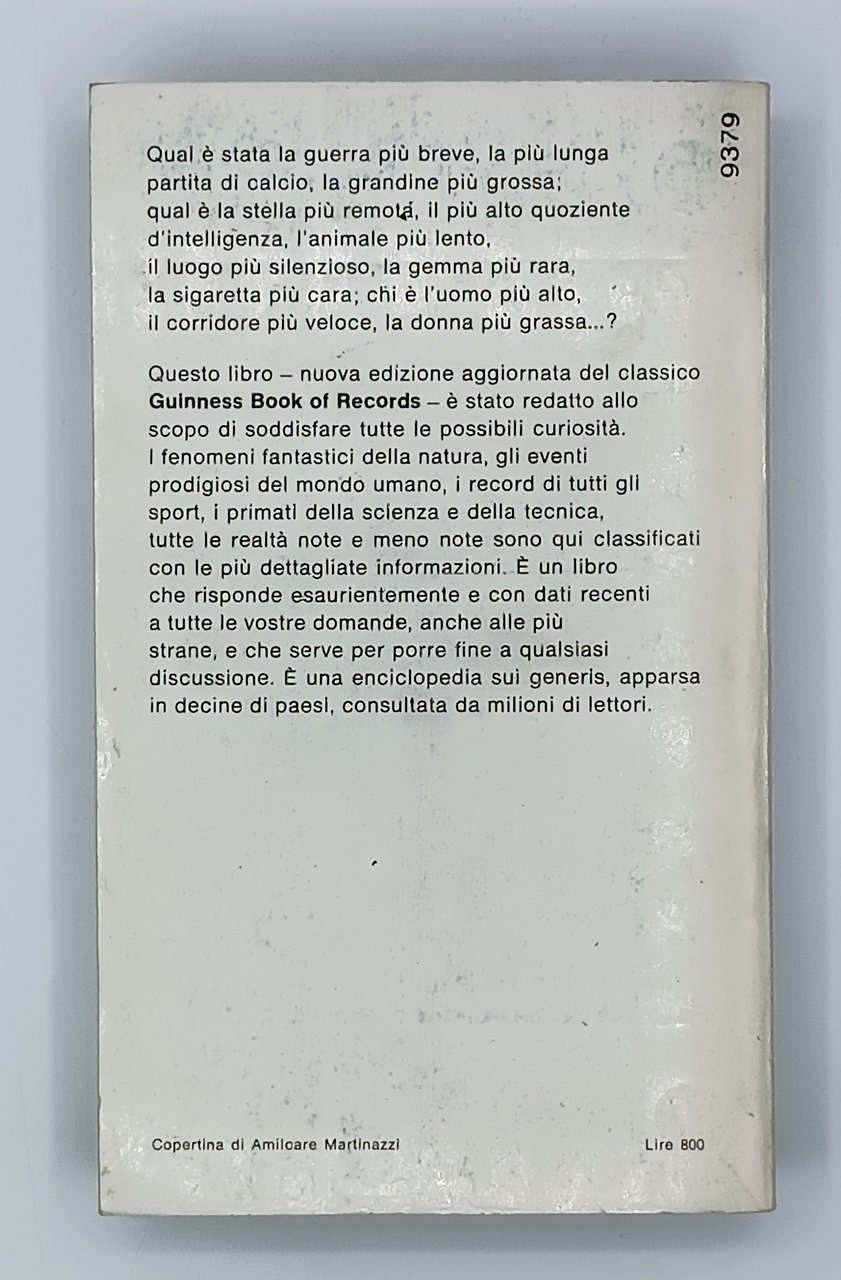 9379
Qual è stata la guerra più breve, la più lunga
partita di calcio, la grandine più grossa;
qual è la stella più remota, il più alto quoziente
d'intelligenza, l'animale più lento,
il luogo più silenzioso, la gemma più rara,
la sigaretta più cara; chi è l'uomo più alto,
il corridore più veloce, la donna più grassa...?
Questo libro – nuova edizione aggiornata del classico
Guinness Book of Records – è stato redatto allo
scopo di soddisfare tutte le possibili curiosità.
I fenomeni fantastici della natura, gli eventi
prodigiosi del mondo umano, i record di tutti gli
sport, i primati della scienza e della tecnica,
tutte le realtà note e meno note sono qui classificati
con le più dettagliate informazioni. È un libro
che risponde esaurientemente e con dati recenti
a tutte le vostre domande, anche alle più
strane, e che serve per porre fine a qualsiasi
discussione. È una enciclopedia sui generis, apparsa
in decine di paesi, consultata da milioni di lettori.
Copertina di Amilcare Martinazzi
Lire 800